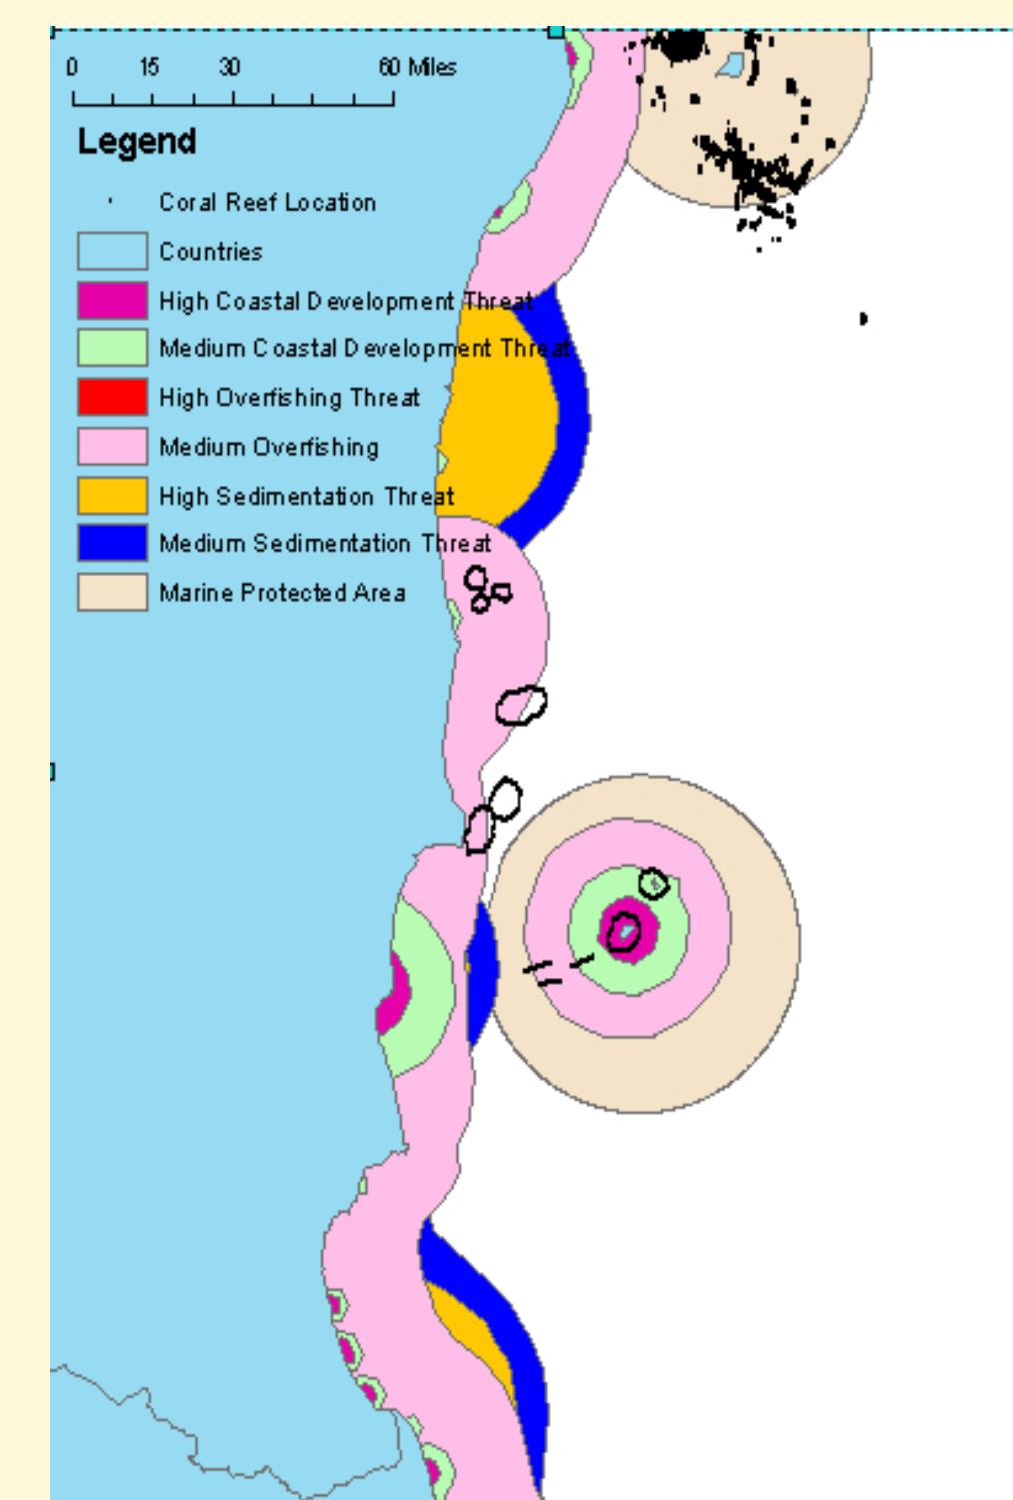 0 15 30 60 Miles
Legend
Coral Reef Location
Countries
High Coastal Development Threat
Medium Coastal Development Threat
High Overfishing Threat
Medium Overfishing
High Sedimentation Threat
Medium Sedimentation Threat
Marine Protected Area